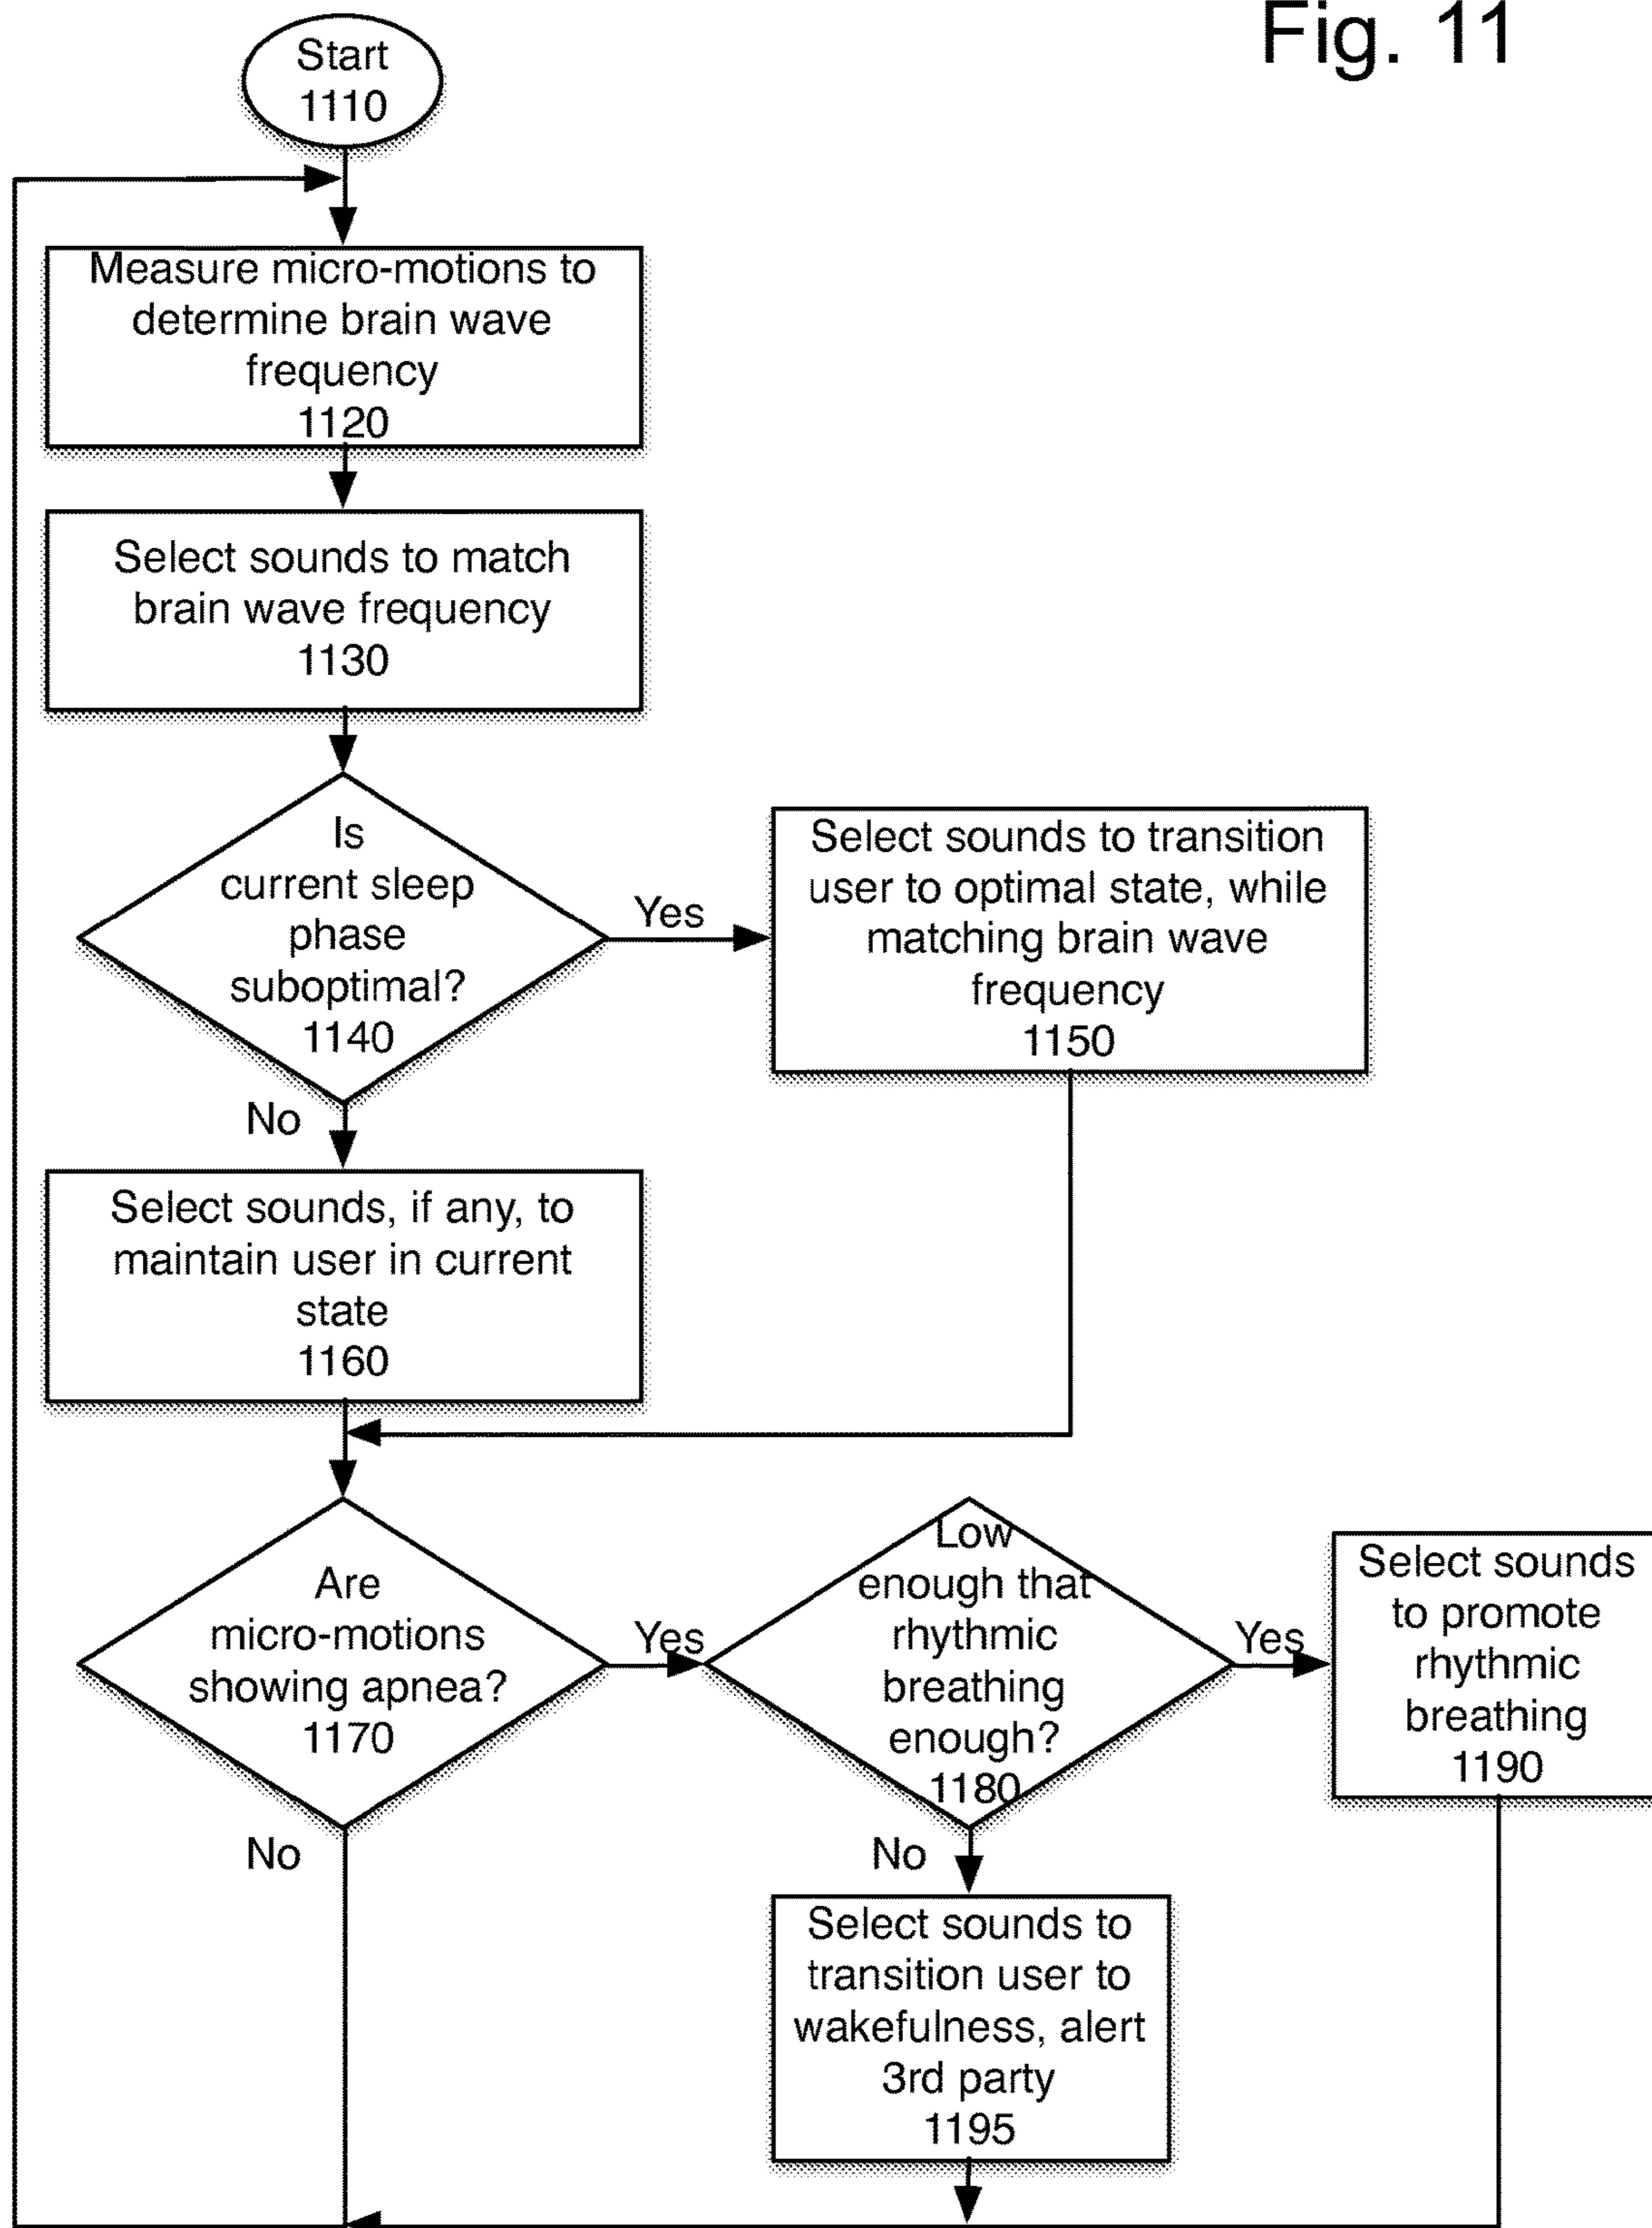 Fig. 11
Start
1110
Measure micro-motions to
determine brain wave
frequency
1120
Select sounds to match
brain wave frequency
1130
Is
current sleep
phase
suboptimal?
1140
Yes
Select sounds to transition
user to optimal state, while
matching brain wave
frequency
1150
No
Select sounds, if any, to
maintain user in current
state
1160
Are
micro-motions
showing apnea?
1170
Yes
Low
enough that
rhythmic
breathing
enough?
1180
Yes
Select sounds
to promote
rhythmic
breathing
1190
No
No
Select sounds to
transition user to
wakefulness, alert
3rd party
1195